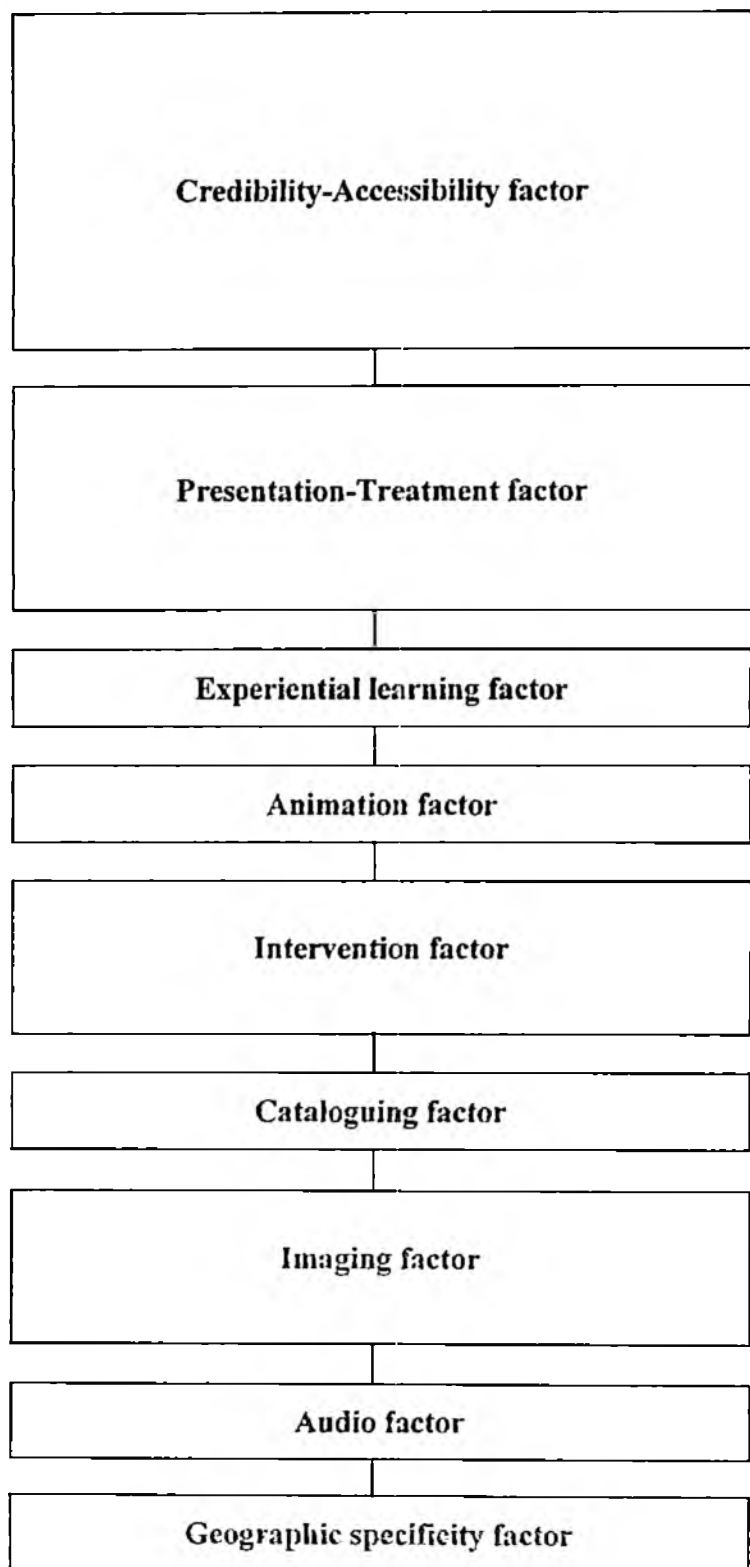 Credibility-Accessibility factor
Presentation-Treatment factor
Experiential learning factor
Animation factor
Intervention factor
Cataloguing factor
Imaging factor
Audio factor
Geographic specificity factor